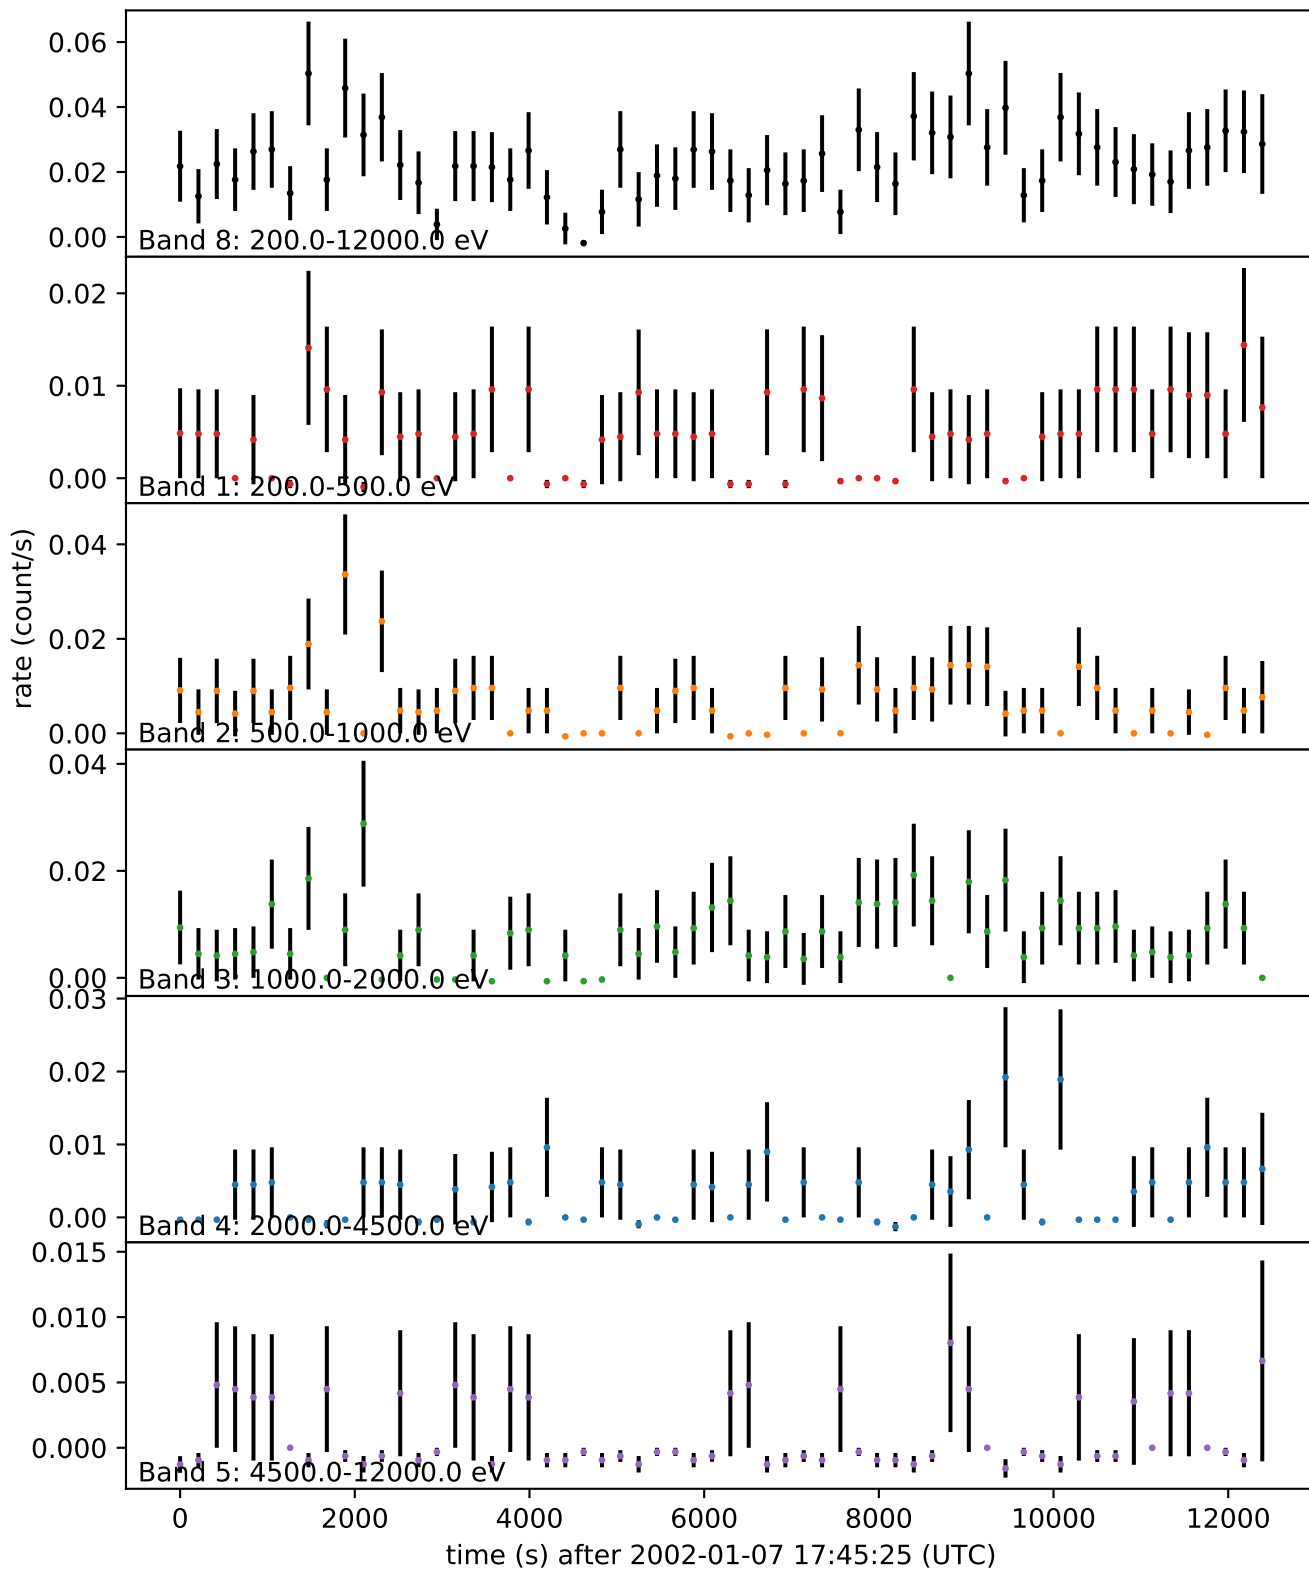 0.06
0.04
0.02
0.00
Band 8: 200.0-12000.0 eV
0.02
0.01
0.00
Band 1: 200.0-500.0 eV
0.04
0.02
0.00
Band 2: 500.0-1000.0 eV
rate (count/s)
0.04
0.02
0.00
Band 3: 1000.0-2000.0 eV
0.03
0.02
0.01
0.00
Band 4: 2000.0-4500.0 eV
0.015
0.010
0.005
0.000
Band 5: 4500.0-12000.0 eV
0 2000 4000 6000 8000 10000 12000
time (s) after 2002-01-07 17:45:25 (UTC)